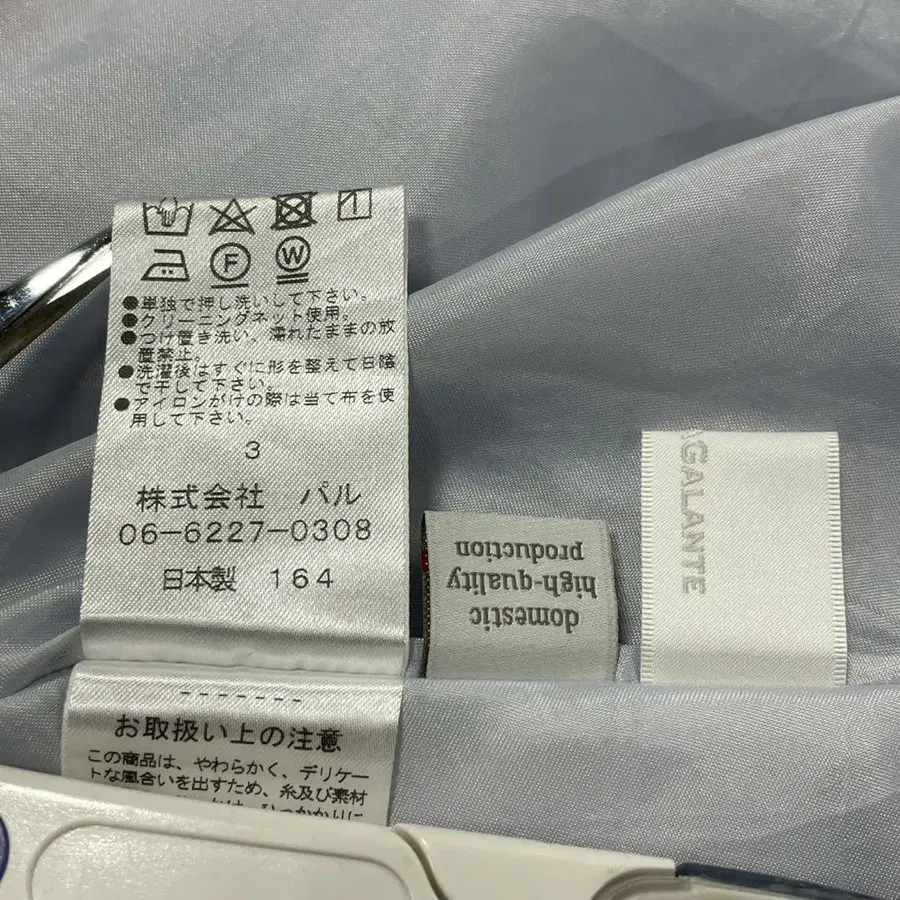 F W
●単独で押し洗いして下さい。
●クリーニングネット使用。
●つけ置き洗い、濡れたままの放
置禁止。
●洗濯後はすぐに形を整えて日陰
で干して下さい。
●アイロンがけの際は当て布を使
用して下さい。
3
株式会社 パル
06-6227-0308
日本製 164
-------
お取扱い上の注意
この商品は、やわらかく、デリケー
トな風合いを出すため、糸及び素材
domestic
high-quality
production
AGALANTE